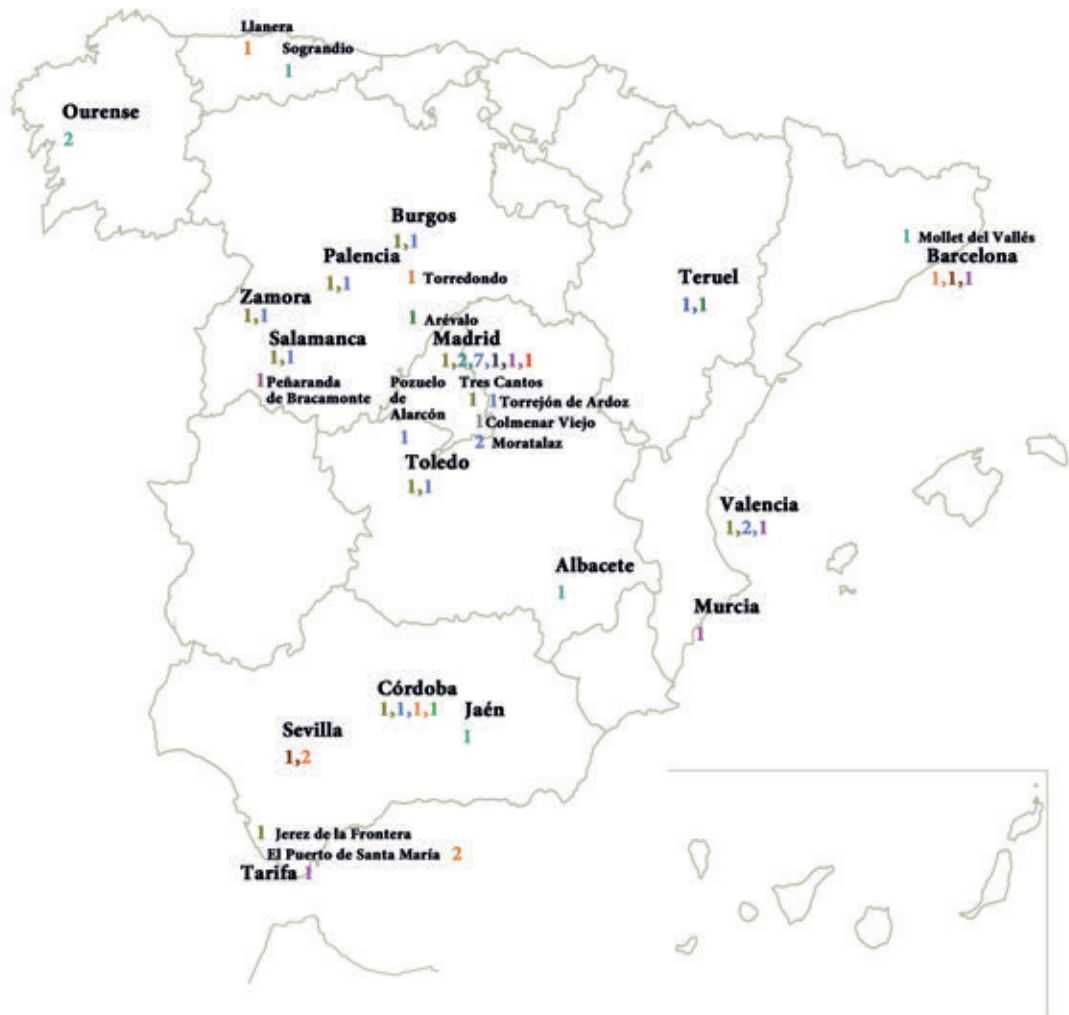 Llanera
1
Sograndio
1
Ourense
2
Burgos
1,1
Palencia
1,1
1 Torredondo
Zamora
1,1
1 Arévalo
Salamanca
1,1
1 Peñaranda
de Bracamonte
Madrid
1,2,7,1,1,1
Pozuelo
de
Alarcón
1
Tres Cantos
1
1 Torrejón de Ardoz
1 Colmenar Viejo
2 Moratalaz
Toledo
1,1
Teruel
1,1
1 Mollet del Vallés
Barcelona
1,1,1
Valencia
1,2,1
Albacete
1
Murcia
1
Córdoba
1,1,1,1
Jaén
1
Sevilla
1,2
1 Jerez de la Frontera
El Puerto de Santa María 2
Tarifa 1